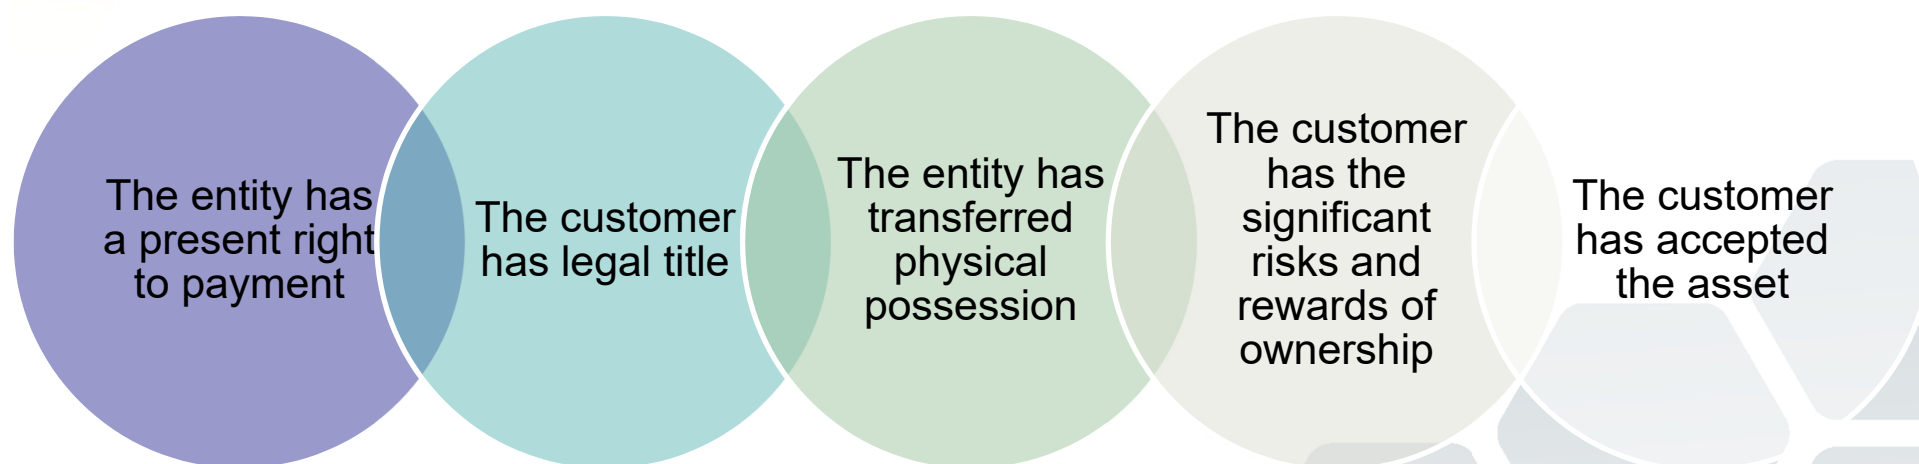 The entity has
a present right
to payment
The customer
has legal title
The entity has
transferred
physical
possession
The customer
has the
significant
risks and
rewards of
ownership
The customer
has accepted
the asset